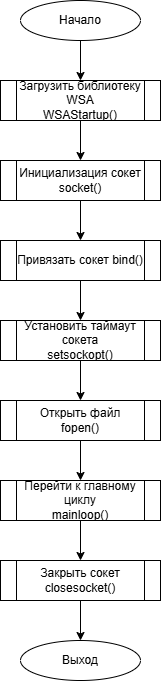 Начало
Загрузить библиотеку
WSA
WSAStartup()
Инициализация сокет
socket()
Привязать сокет bind()
Установить таймаут
сокета
setsockopt()
Открыть файл
fopen()
Перейти к главному
циклу
mainloop()
Закрыть сокет
closesocket()
Выход